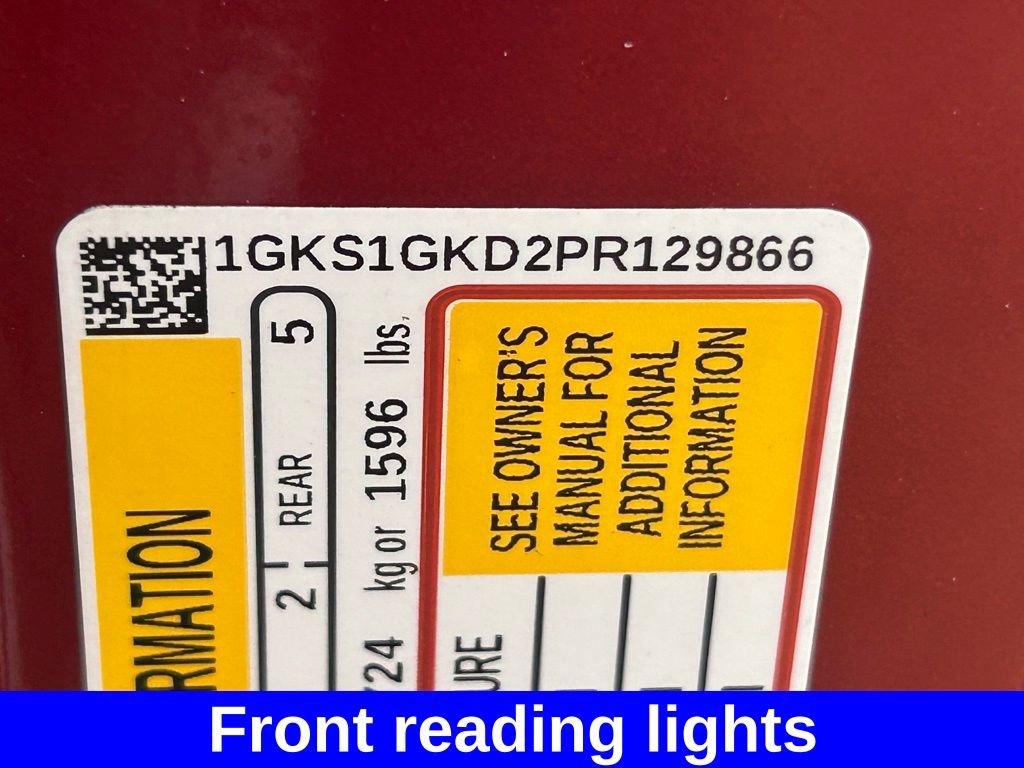 1GKS1GKD2PR129866
RMATION
2 REAR 5
724 kg or 1596 lbs.
URE
SEE OWNER'S
MANUAL FOR
ADDITIONAL
INFORMATION
Front reading lights